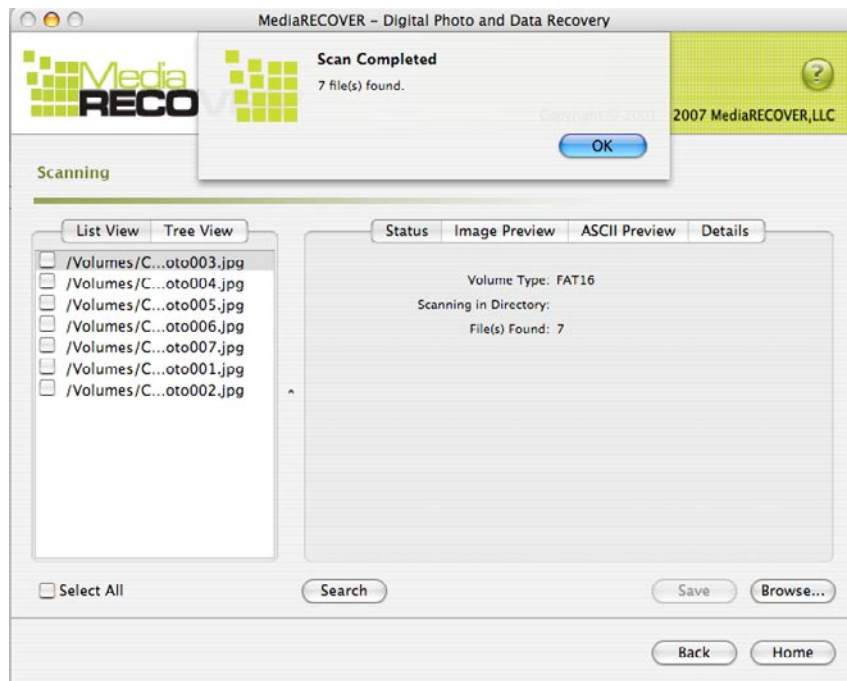 MediaRECOVER – Digital Photo and Data Recovery
Media
RECOVER
Scan Completed
7 file(s) found.
OK
?
Copyright © 2001 2007 MediaRECOVER,LLC
Scanning
List View Tree View
/Volumes/C...oto003.jpg
/Volumes/C...oto004.jpg
/Volumes/C...oto005.jpg
/Volumes/C...oto006.jpg
/Volumes/C...oto007.jpg
/Volumes/C...oto001.jpg
/Volumes/C...oto002.jpg
Status Image Preview ASCII Preview Details
Volume Type: FAT16
Scanning in Directory:
File(s) Found: 7
Select All
Search
Save
Browse...
Back
Home